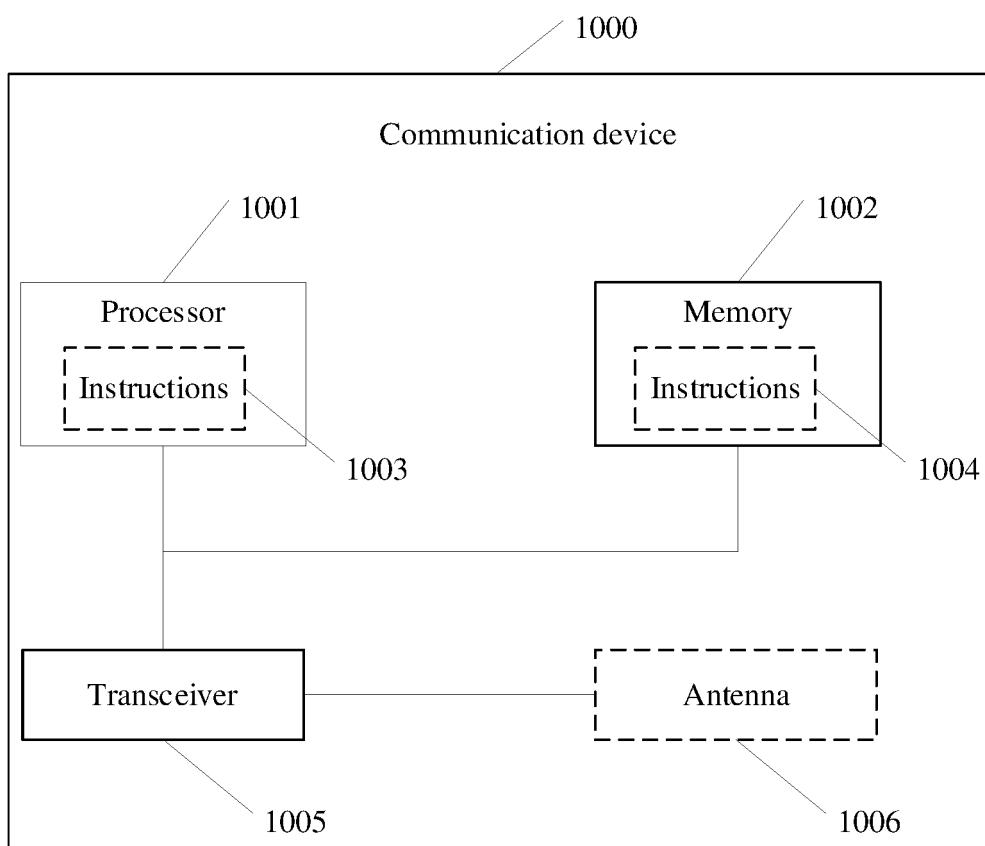 1000
Communication device
1001
1002
Processor
Memory
Instructions
Instructions
1003
1004
Transceiver
Antenna
1005
1006